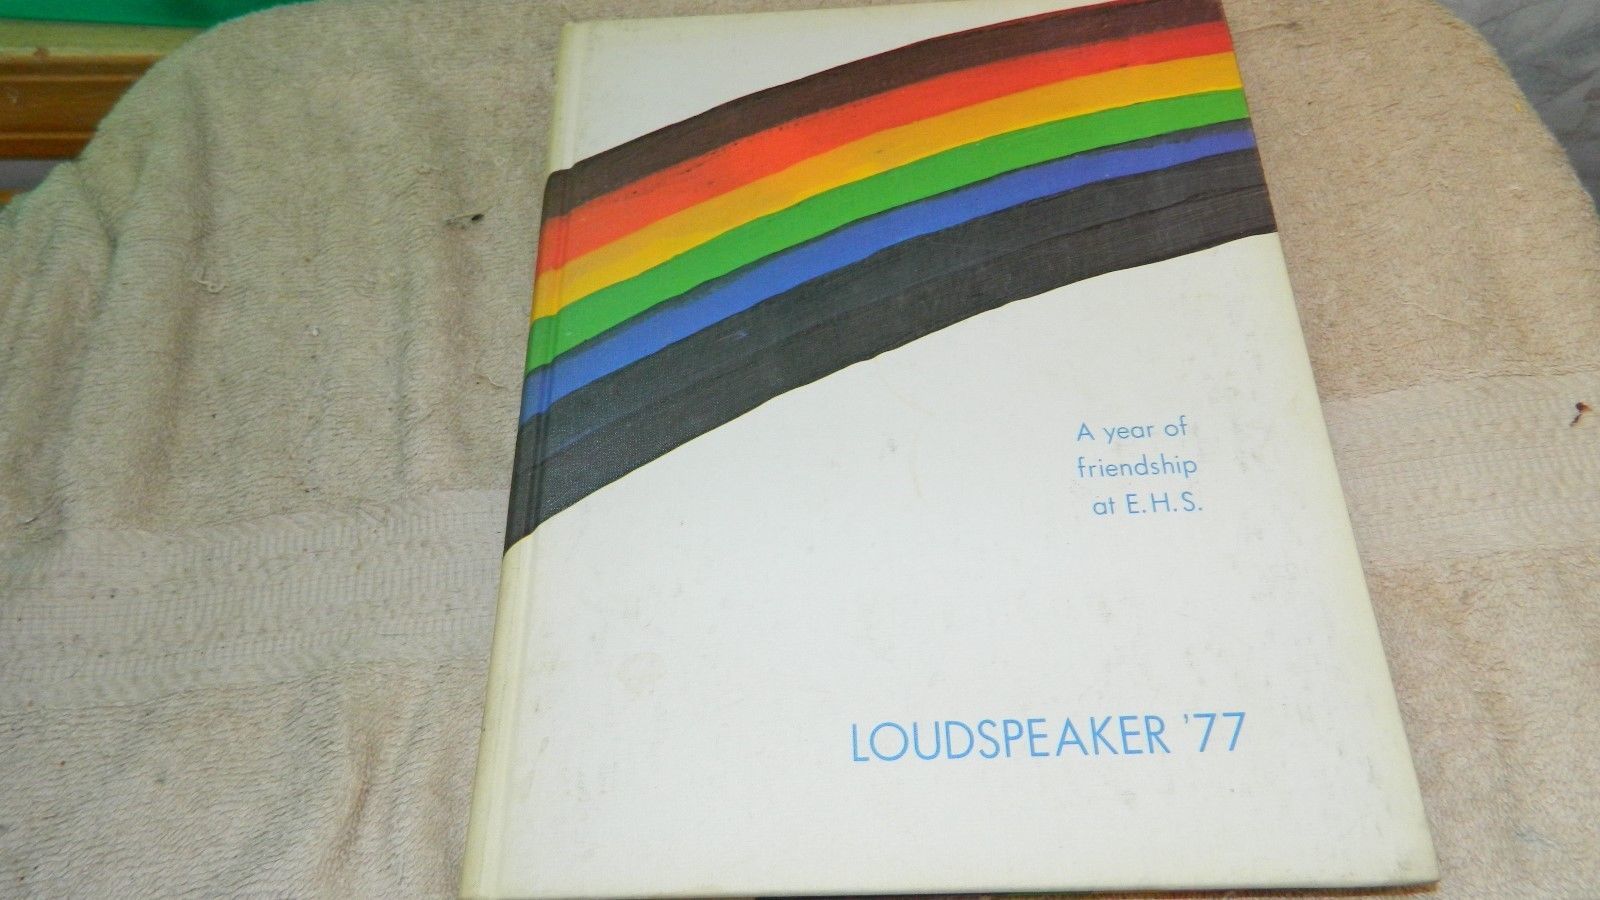 A year of
friendship
at E.H.S.
LOUDSPEAKER '77